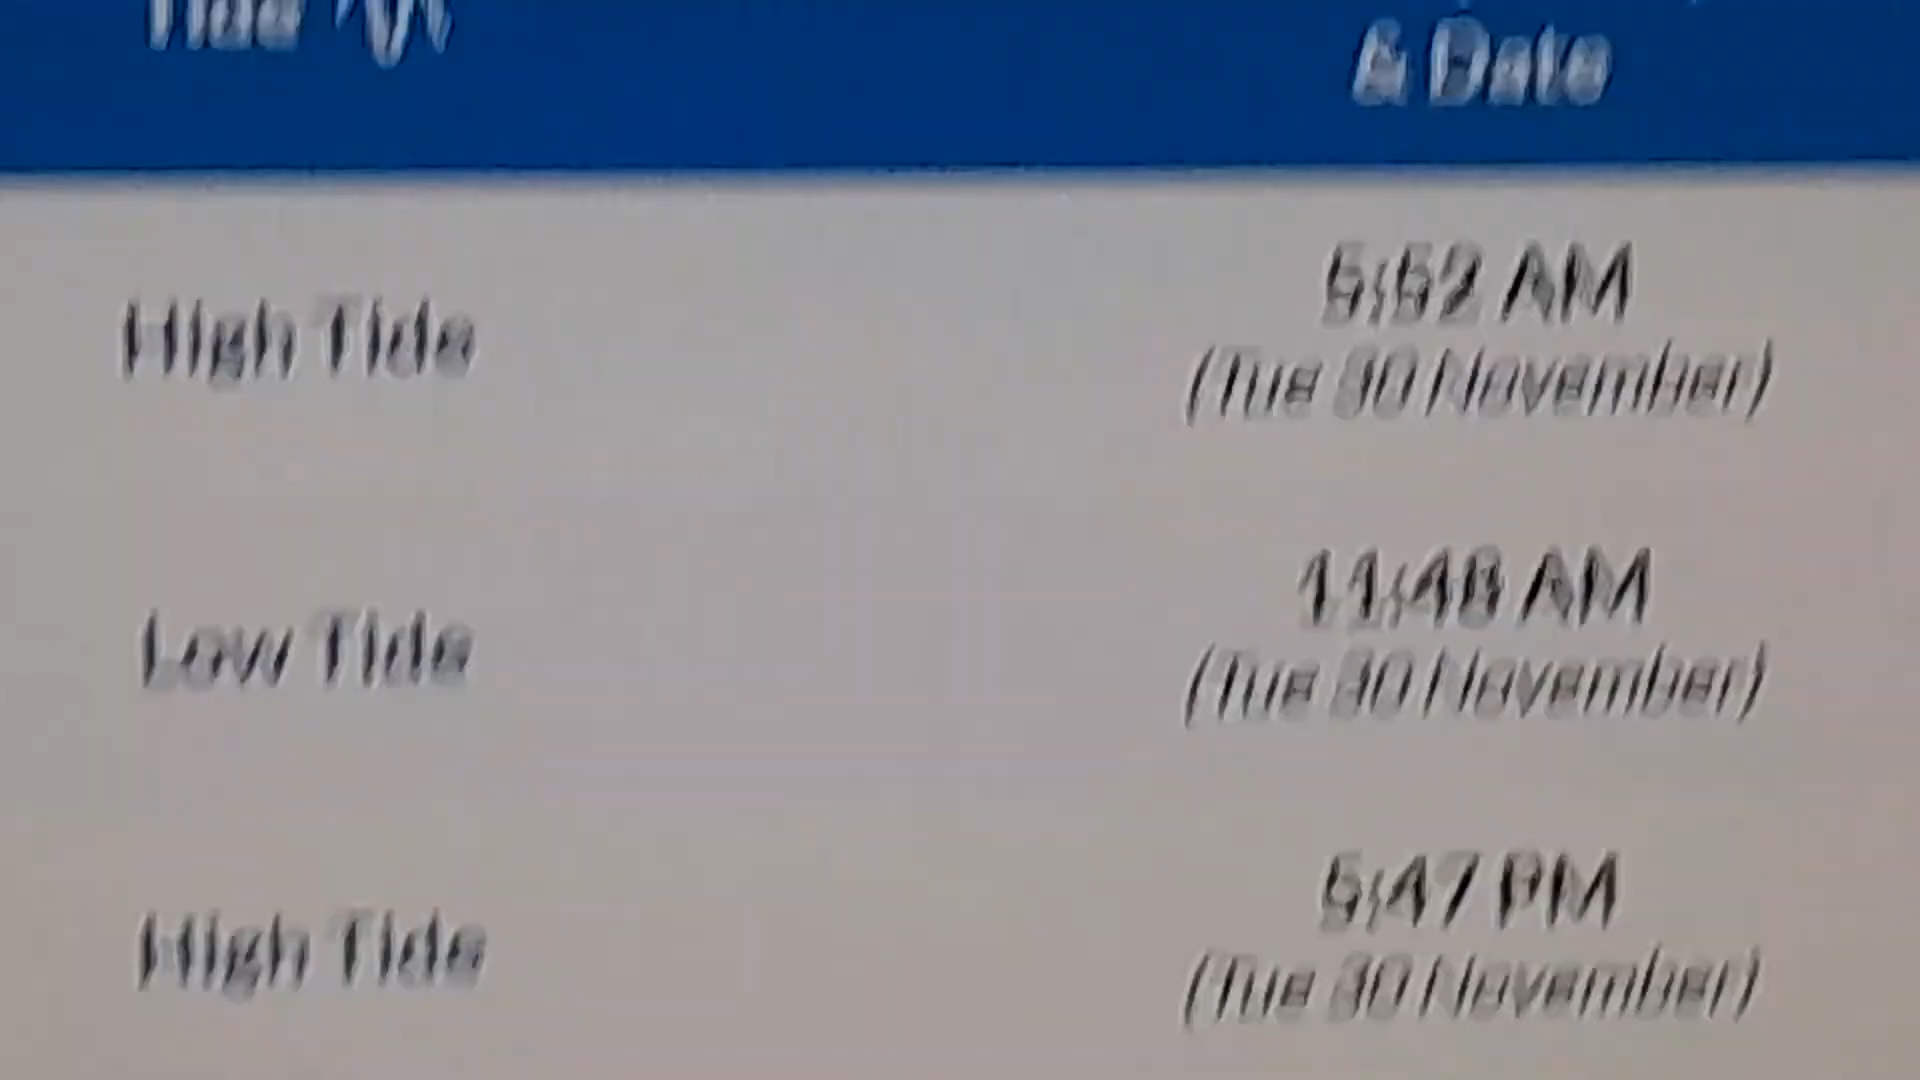 Tide
& Date
5:52 AM
High Tide
(Tue 30 November)
11:48 AM
Low Tide
(Tue 30 November)
5:47 PM
High Tide
(Tue 30 November)